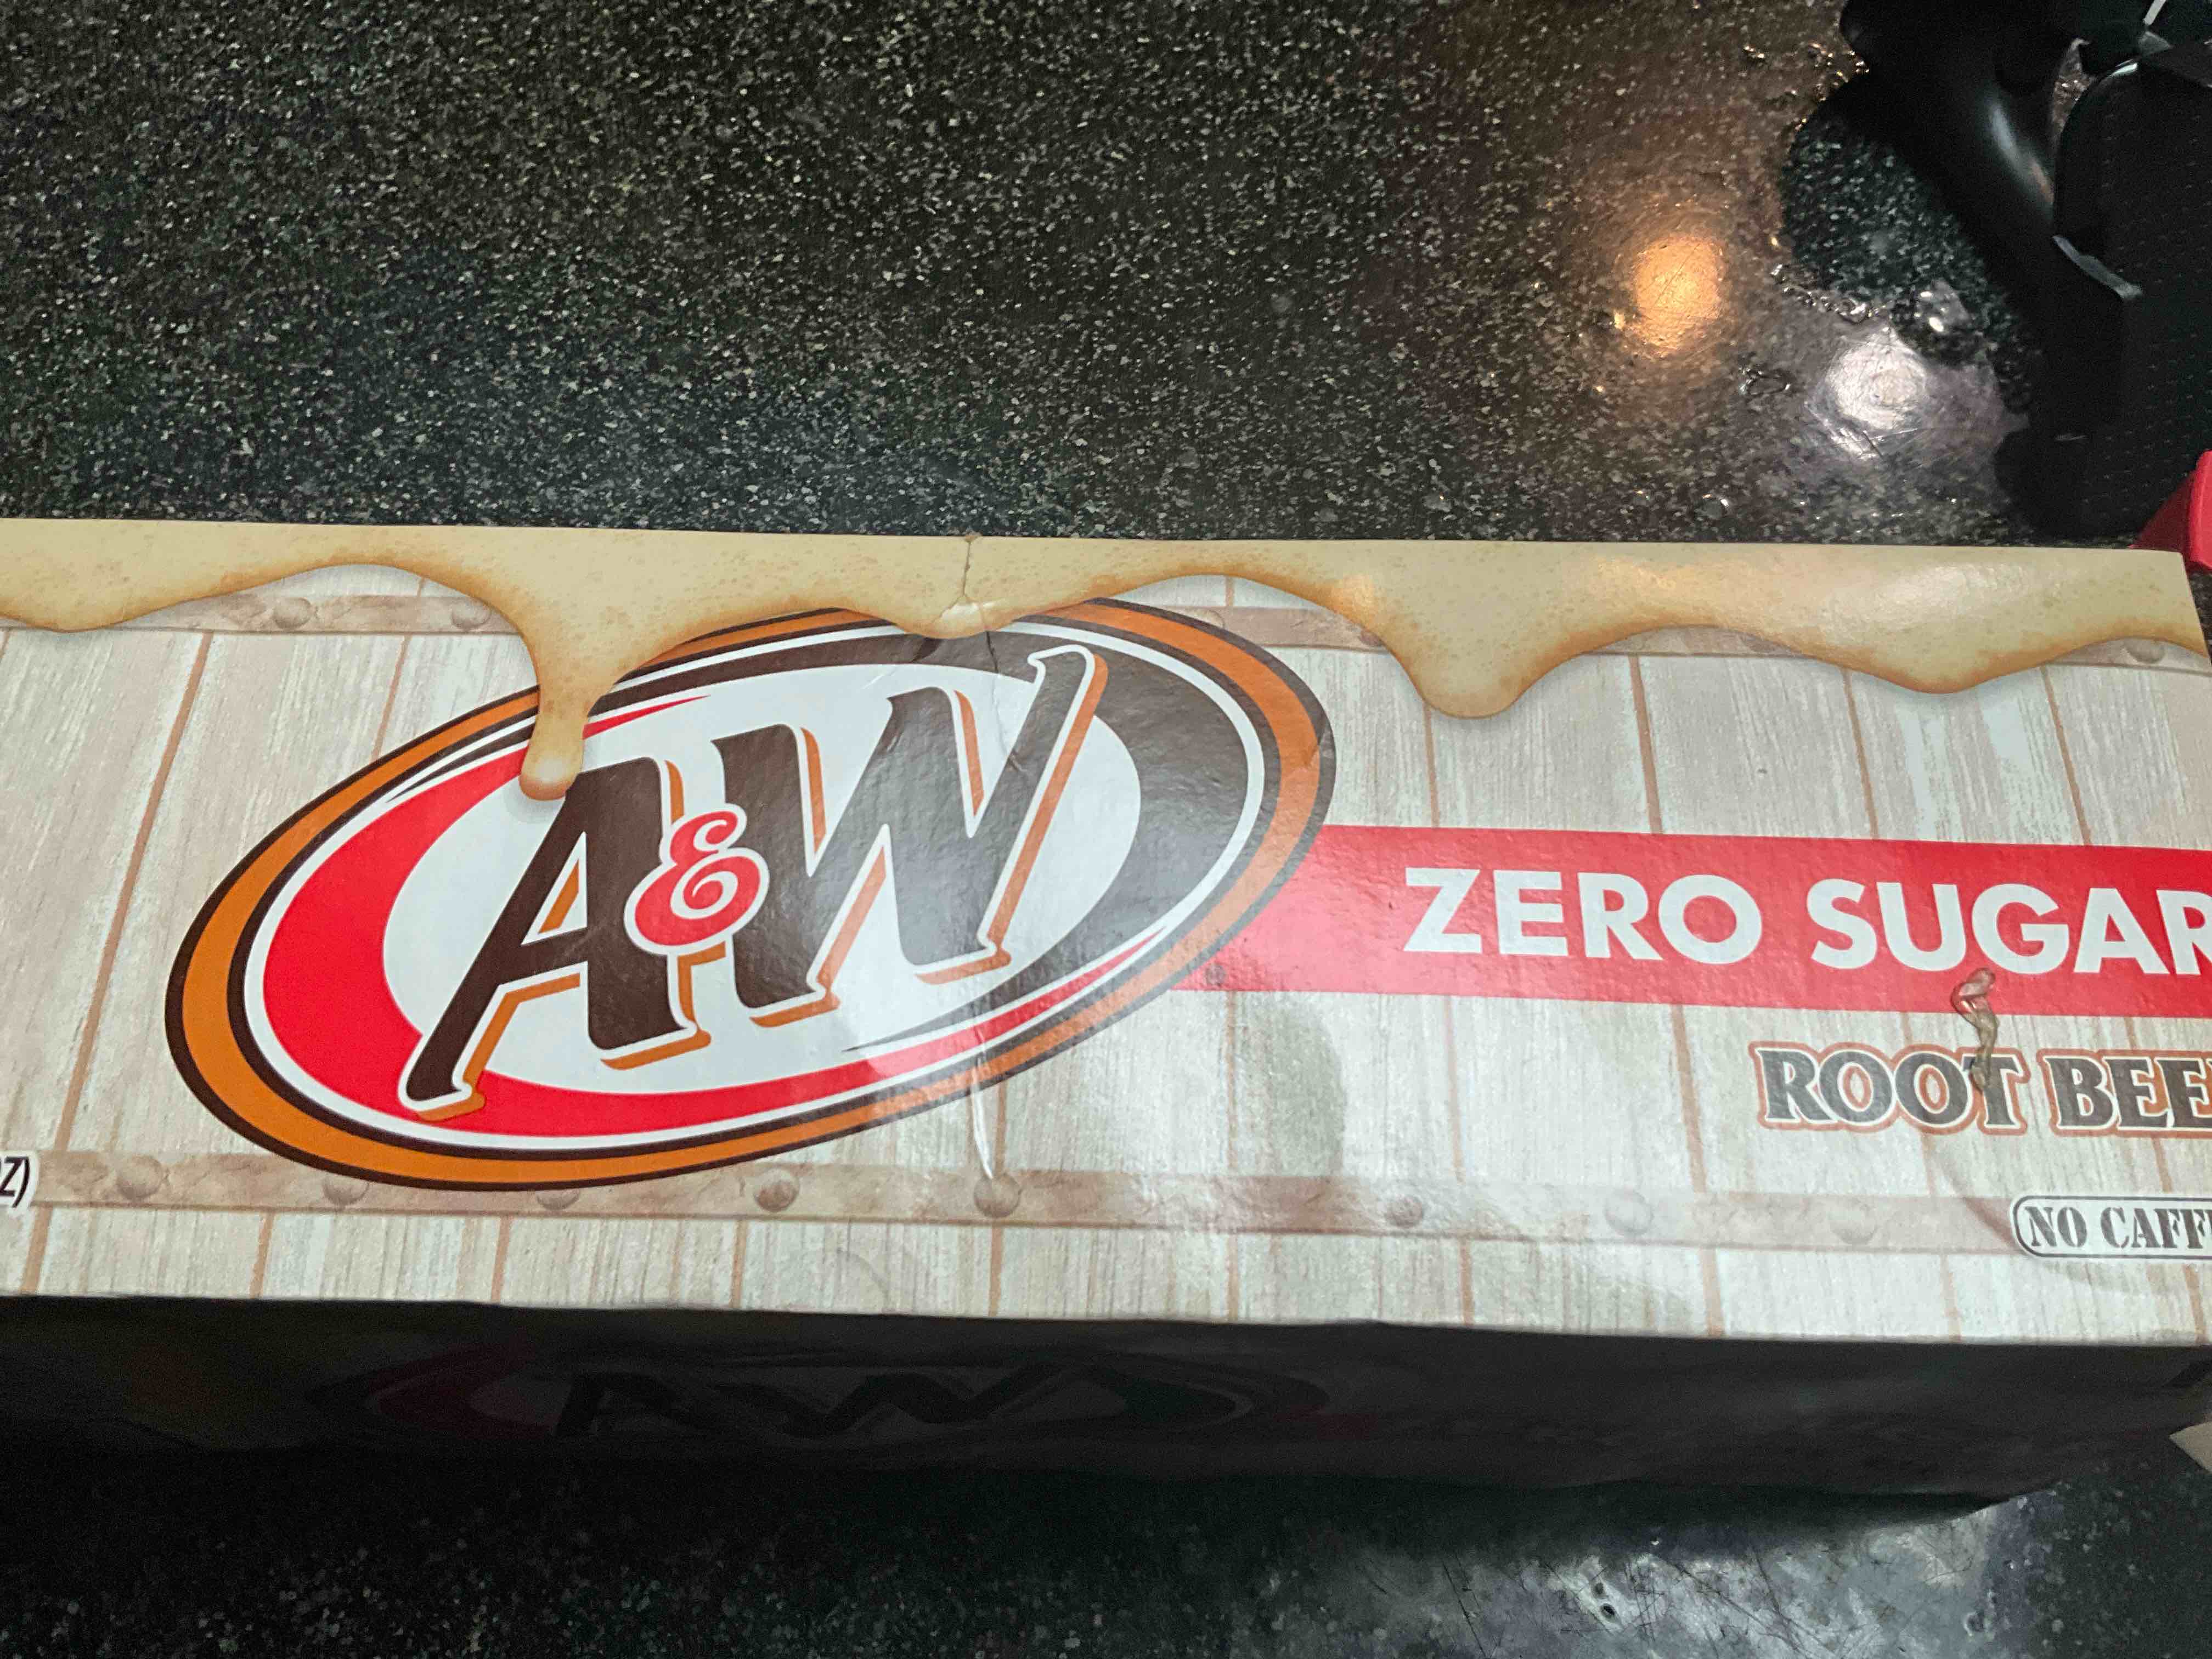 A&W
ZERO SUGAR
ROOT BEE
NO CAFF
Z)
A&W